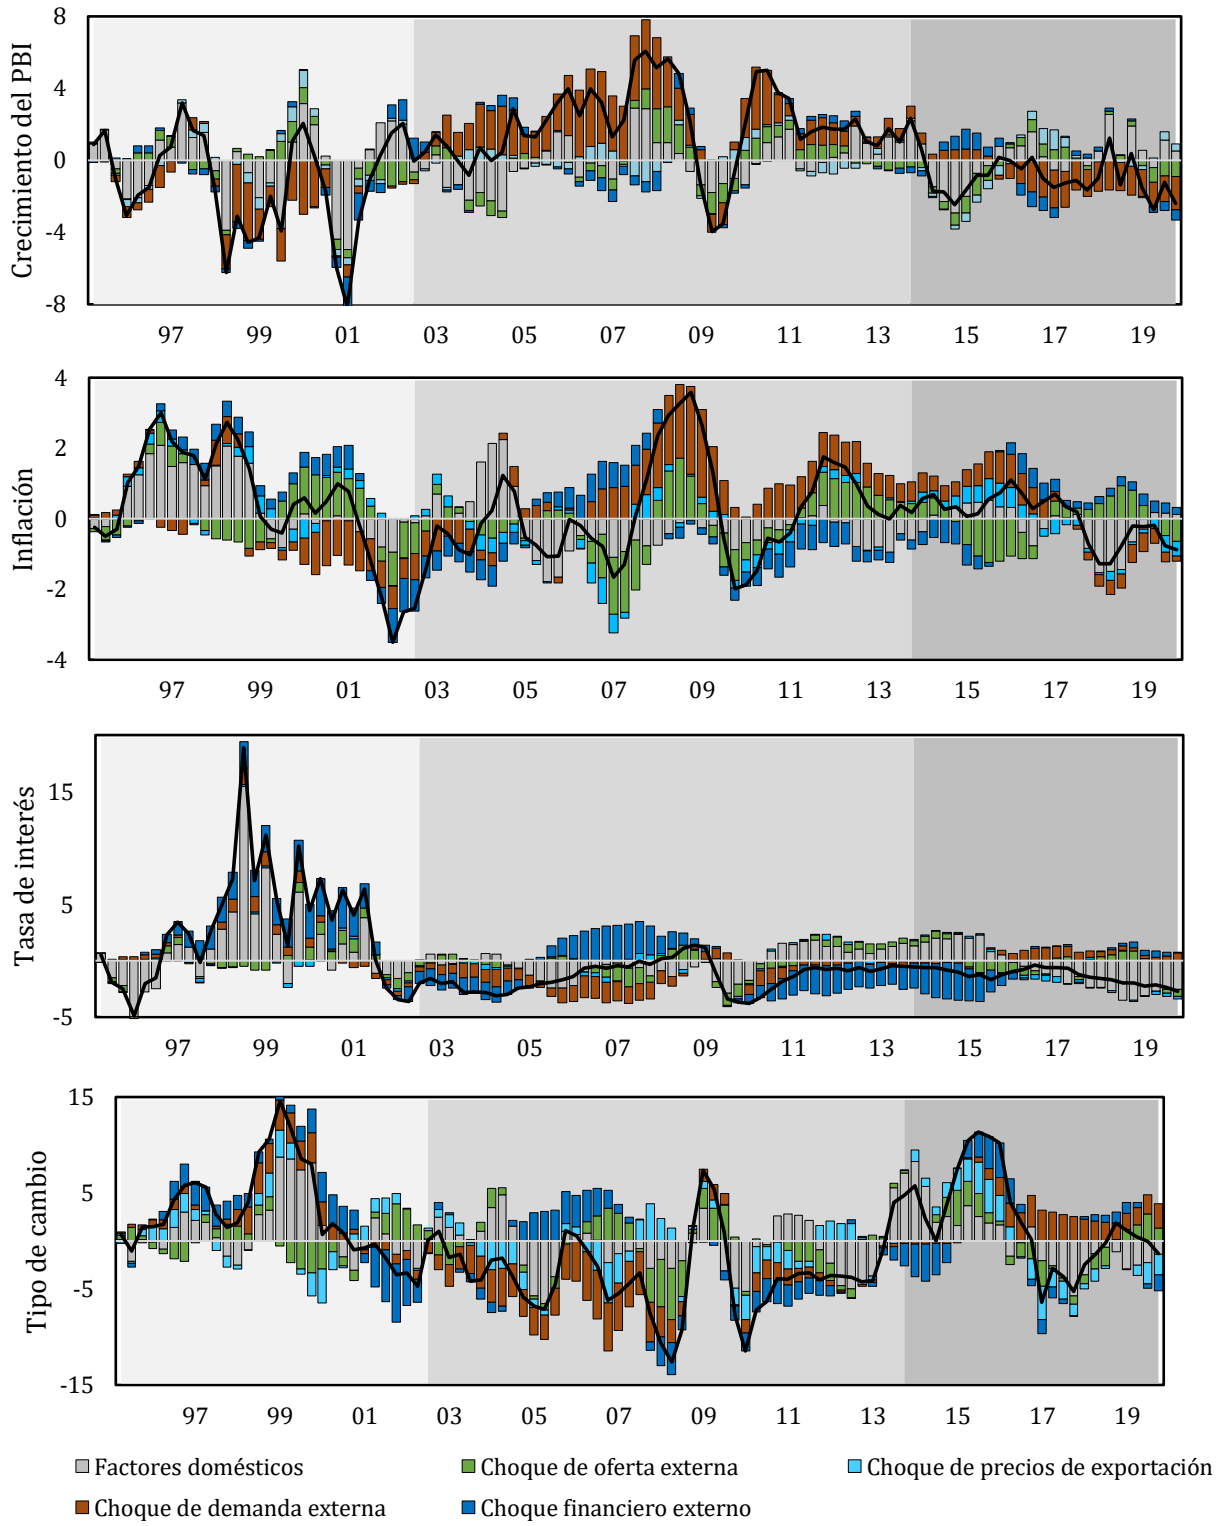 Crecimiento del PBI
8
4
0
-4
-8
97 99 01 03 05 07 09 11 13 15 17 19
Inflación
4
2
0
-2
-4
97 99 01 03 05 07 09 11 13 15 17 19
Tasa de interés
15
5
-5
97 99 01 03 05 07 09 11 13 15 17 19
Tipo de cambio
15
5
-5
-15
97 99 01 03 05 07 09 11 13 15 17 19
Factores domésticos Choque de oferta externa Choque de precios de exportación
Choque de demanda externa Choque financiero externo